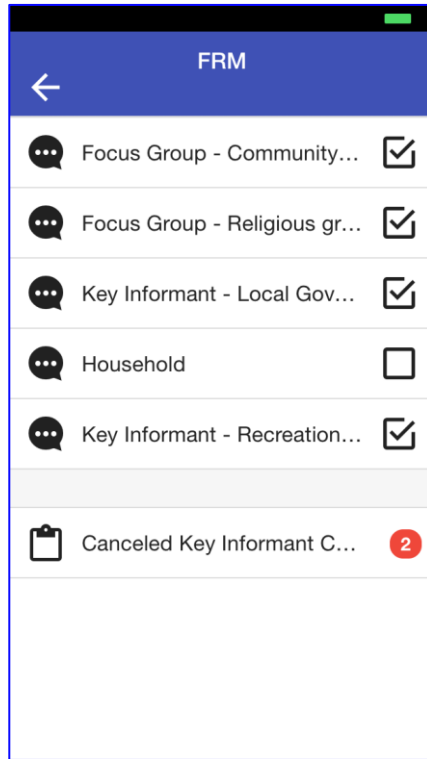 FRM
Focus Group - Community...
Focus Group - Religious gr...
Key Informant - Local Gov...
Household
Key Informant - Recreation...
Canceled Key Informant C... 2